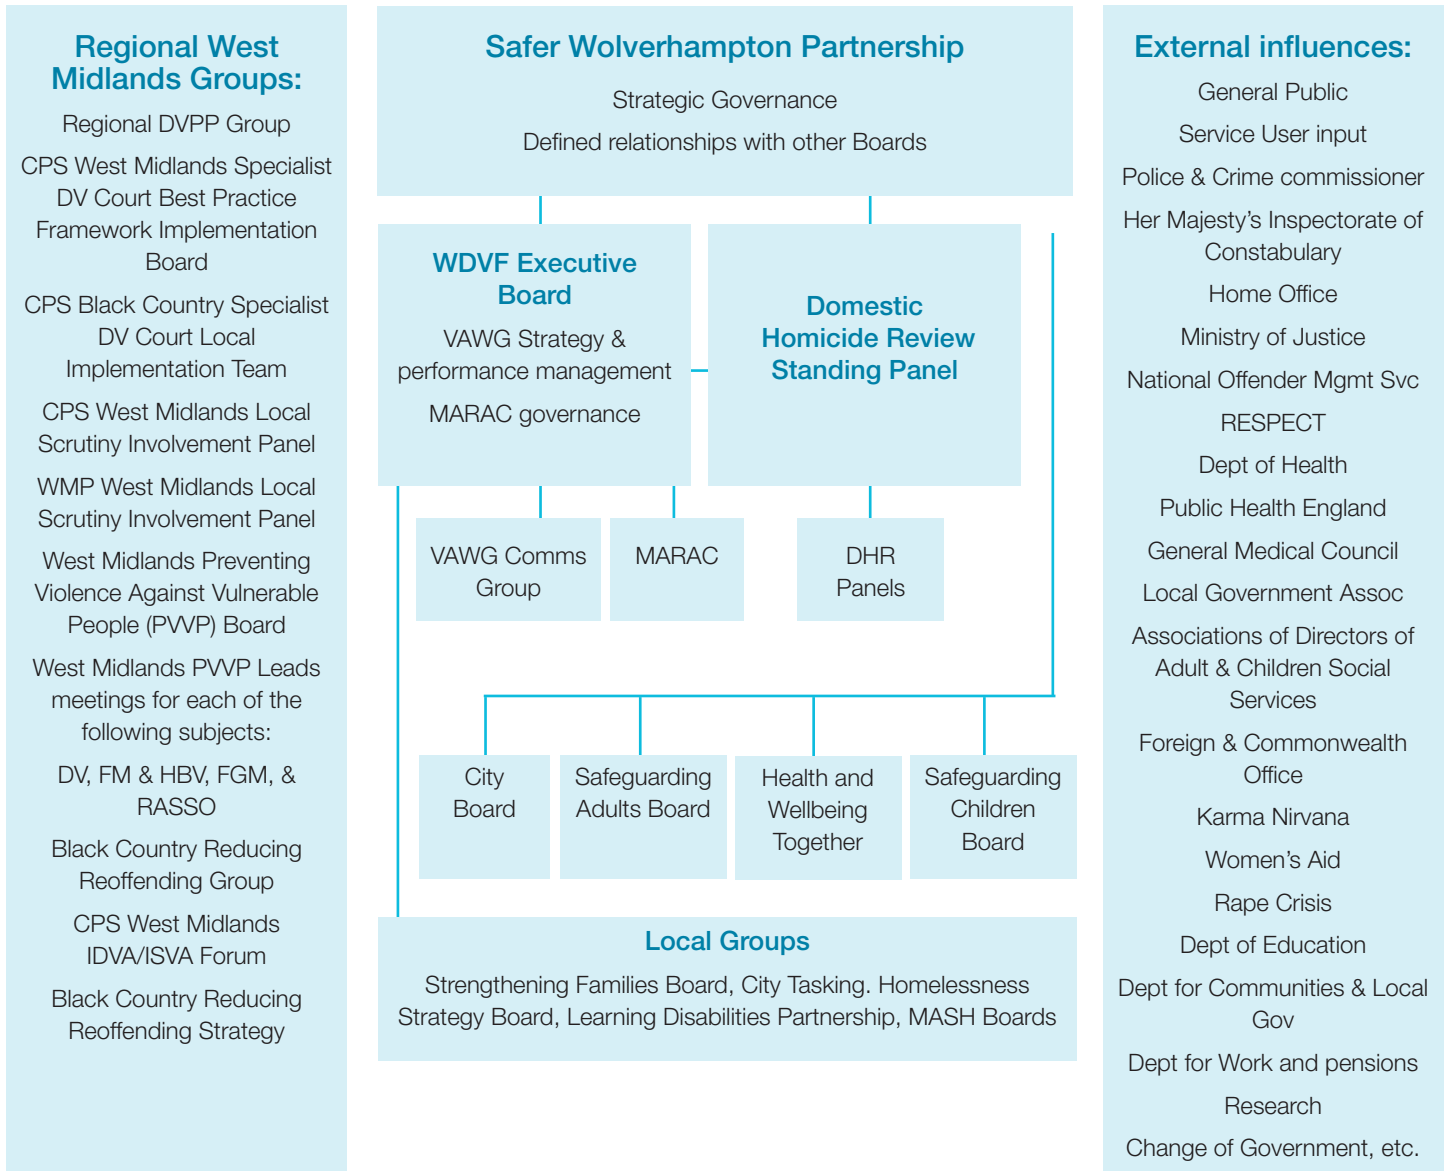 Regional West
Midlands Groups:
Regional DVPP Group
CPS West Midlands Specialist
DV Court Best Practice
Framework Implementation
Board
CPS Black Country Specialist
DV Court Local
Implementation Team
CPS West Midlands Local
Scrutiny Involvement Panel
WMP West Midlands Local
Scrutiny Involvement Panel
West Midlands Preventing
Violence Against Vulnerable
People (PVVP) Board
West Midlands PVVP Leads
meetings for each of the
following subjects:
DV, FM & HBV, FGM, &
RASSO
Black Country Reducing
Reoffending Group
CPS West Midlands
IDVA/ISVA Forum
Black Country Reducing
Reoffending Strategy
Safer Wolverhampton Partnership
Strategic Governance
Defined relationships with other Boards
WDVF Executive
Board
VAWG Strategy &
performance management
MARAC governance
Domestic
Homicide Review
Standing Panel
VAWG Comms
Group
MARAC
DHR
Panels
City
Board
Safeguarding
Adults Board
Health and
Wellbeing
Together
Safeguarding
Children
Board
Local Groups
Strengthening Families Board, City Tasking. Homelessness
Strategy Board, Learning Disabilities Partnership, MASH Boards
External influences:
General Public
Service User input
Police & Crime commissioner
Her Majesty’s Inspectorate of
Constabulary
Home Office
Ministry of Justice
National Offender Mgmt Svc
RESPECT
Dept of Health
Public Health England
General Medical Council
Local Government Assoc
Associations of Directors of
Adult & Children Social
Services
Foreign & Commonwealth
Office
Karma Nirvana
Women’s Aid
Rape Crisis
Dept of Education
Dept for Communities & Local
Gov
Dept for Work and pensions
Research
Change of Government, etc.